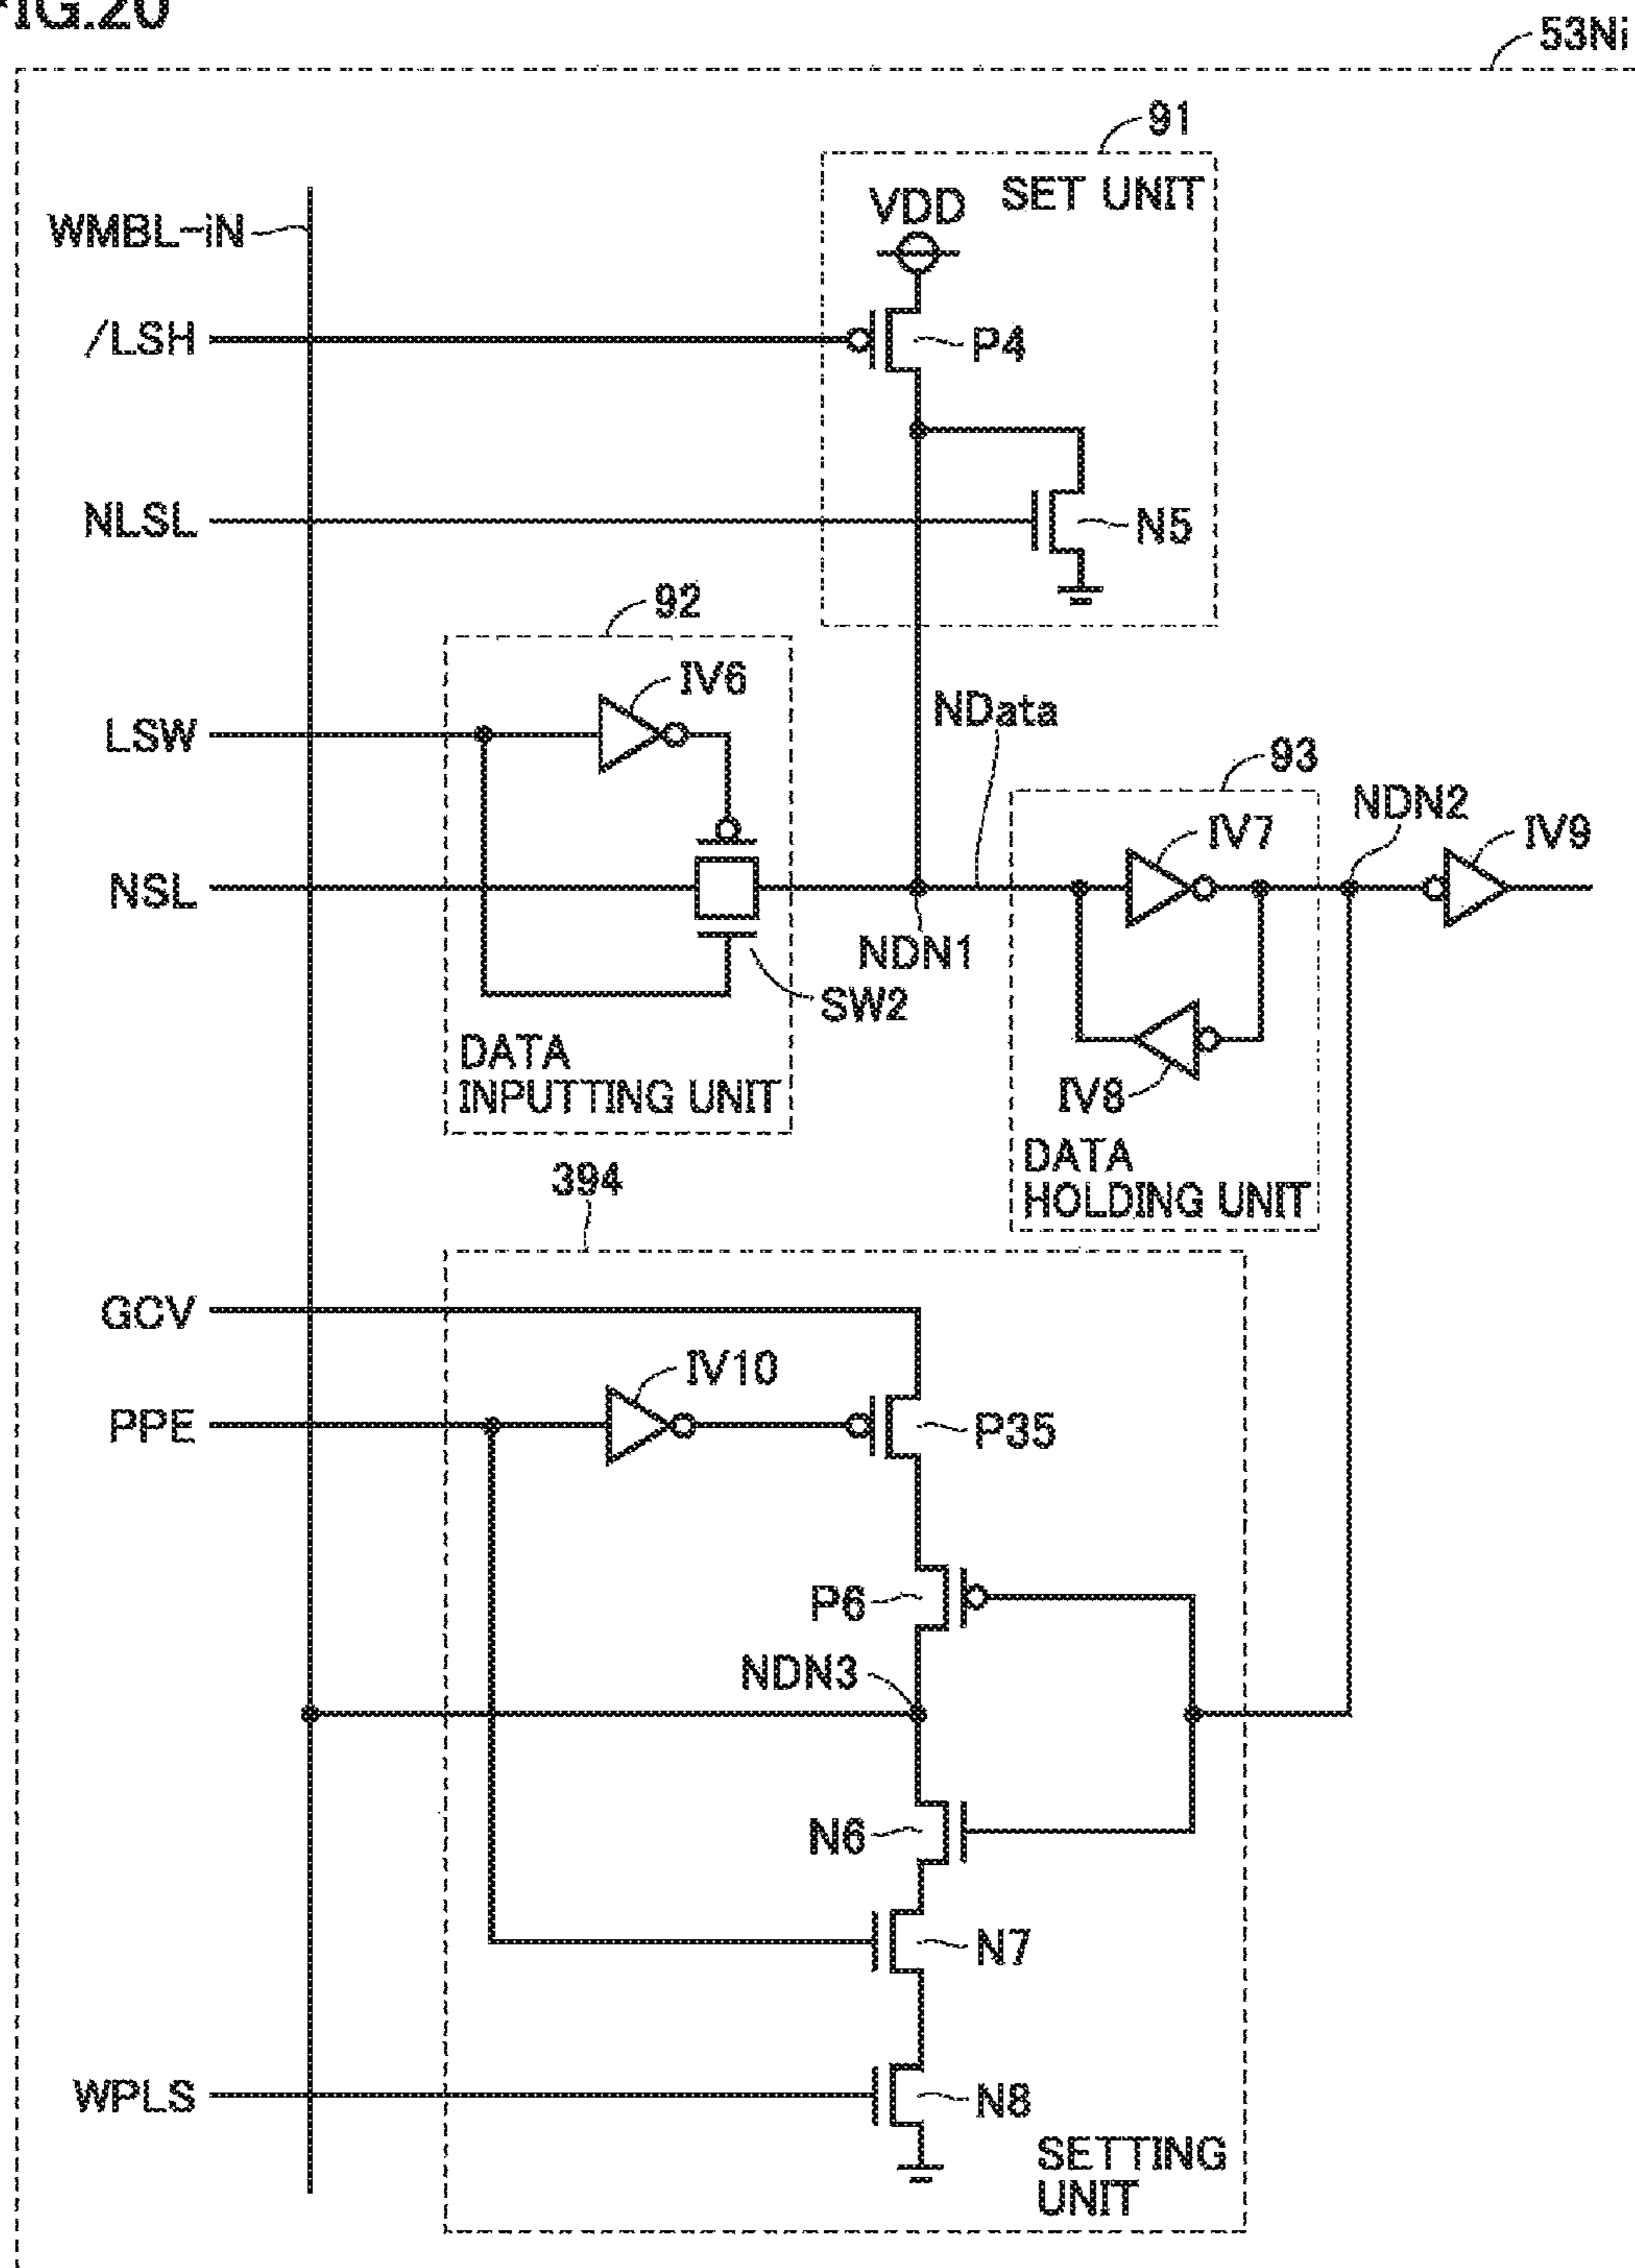 FIG.20
53Ni
91
SET UNIT
VDD
WMBL-iN
/LSH
P4
NLSL
N5
92
IV6
LSW
NData
93
NDN2
IV7
IV9
NSL
NDN1
SW2
DATA
INPUTTING UNIT
IV8
DATA
HOLDING UNIT
394
GCV
IV10
PPE
P35
P6
NDN3
N6
N7
WPLS
N8
SETTING
UNIT